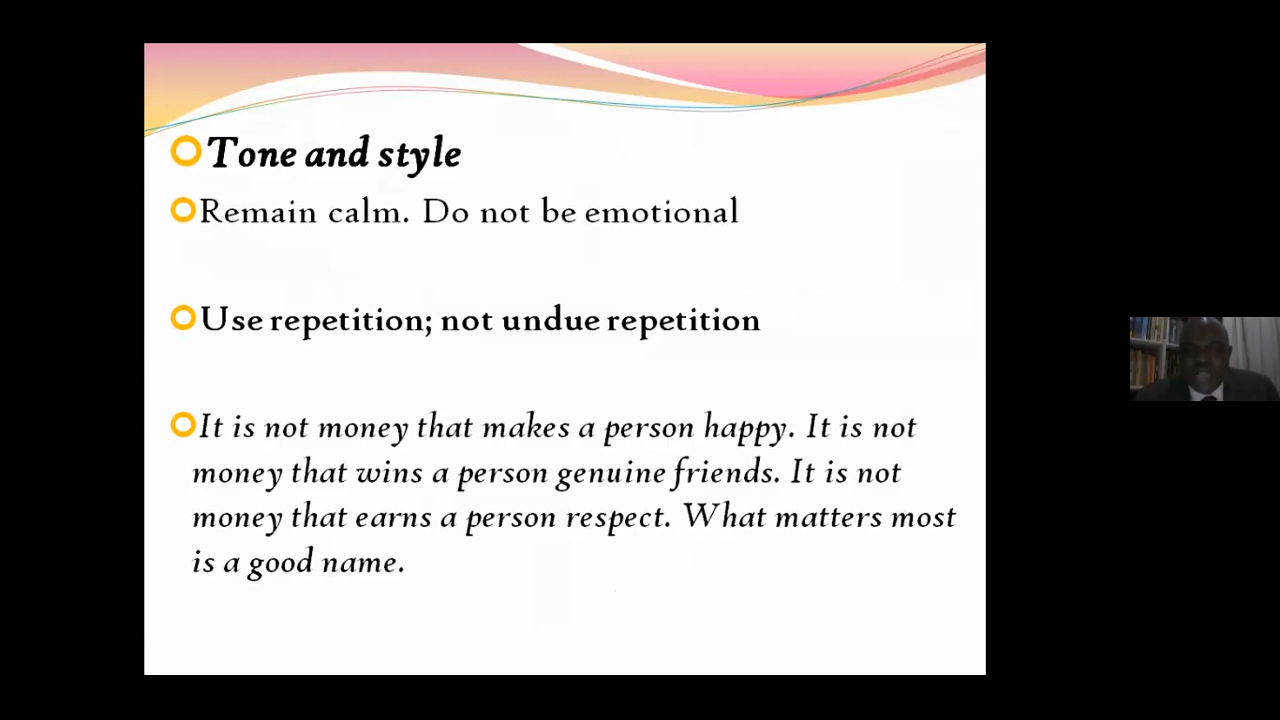 Tone and style
Remain calm. Do not be emotional
Use repetition; not undue repetition
It is not money that makes a person happy. It is not
money that wins a person genuine friends. It is not
money that earns a person respect. What matters most
is a good name.